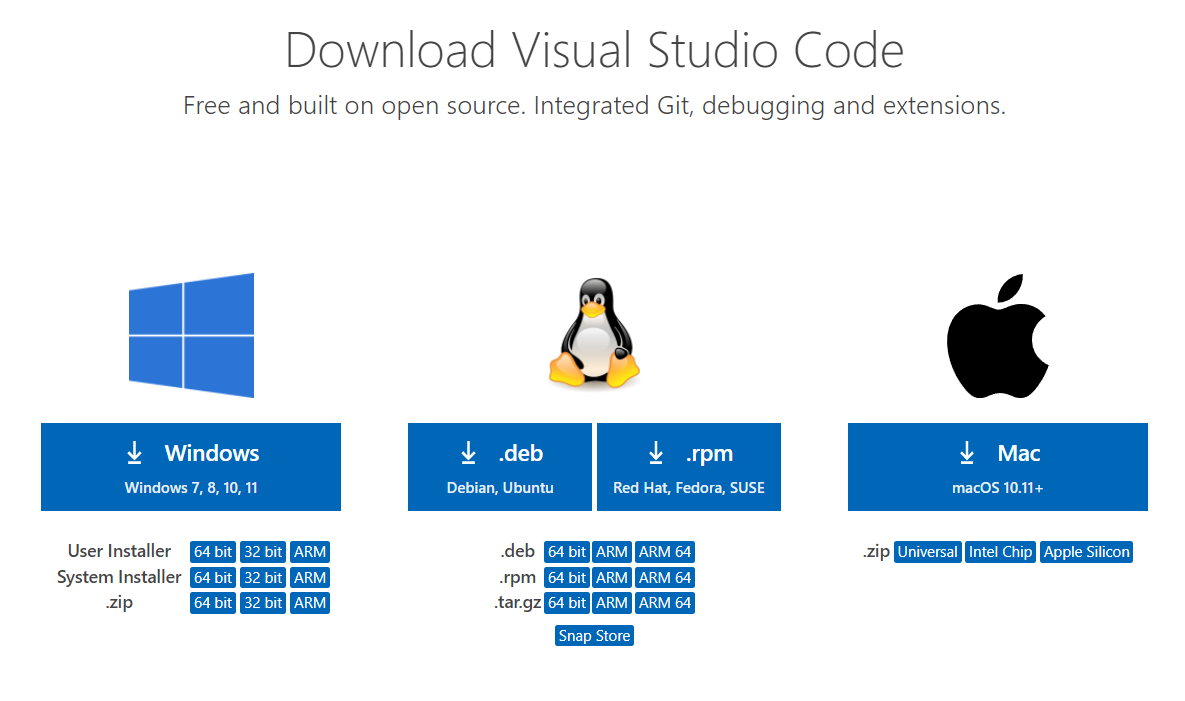 Download Visual Studio Code
Free and built on open source. Integrated Git, debugging and extensions.
Windows
Windows 7, 8, 10, 11
User Installer 64 bit 32 bit ARM
System Installer 64 bit 32 bit ARM
.zip 64 bit 32 bit ARM
.deb
Debian, Ubuntu
.rpm
Red Hat, Fedora, SUSE
.deb 64 bit ARM ARM 64
.rpm 64 bit ARM ARM 64
.tar.gz 64 bit ARM ARM 64
Snap Store
Mac
macOS 10.11+
.zip Universal Intel Chip Apple Silicon